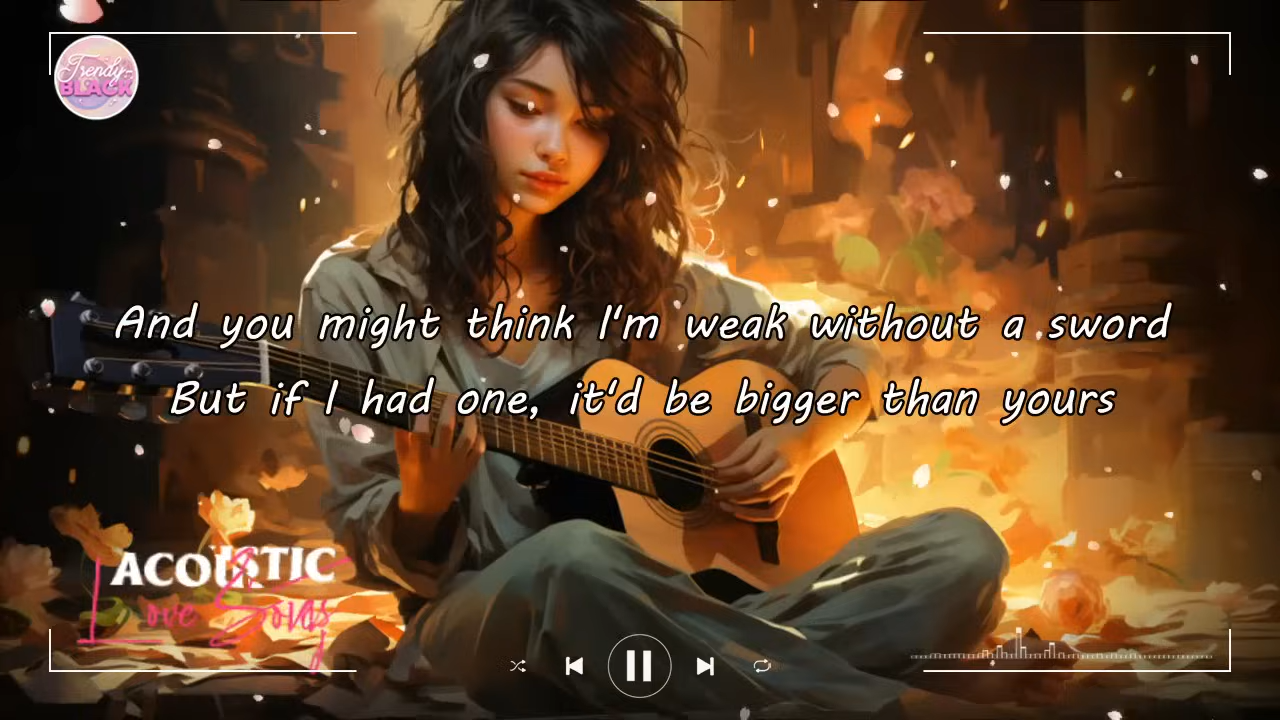 Trendy
BLACK
And you might think I'm weak without a sword
But if I had one, it'd be bigger than yours
ACOUSTIC
Love Songs